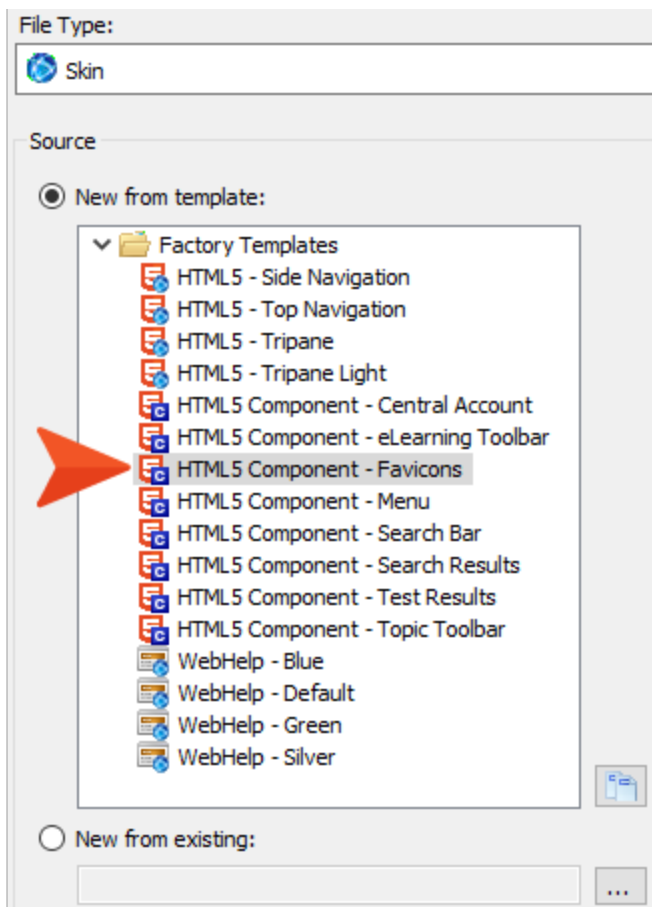 File Type:
Skin
Source
New from template:
Factory Templates
HTML5 - Side Navigation
HTML5 - Top Navigation
HTML5 - Tripane
HTML5 - Tripane Light
HTML5 Component - Central Account
HTML5 Component - eLearning Toolbar
HTML5 Component - Favicons
HTML5 Component - Menu
HTML5 Component - Search Bar
HTML5 Component - Search Results
HTML5 Component - Test Results
HTML5 Component - Topic Toolbar
WebHelp - Blue
WebHelp - Default
WebHelp - Green
WebHelp - Silver
New from existing:
...